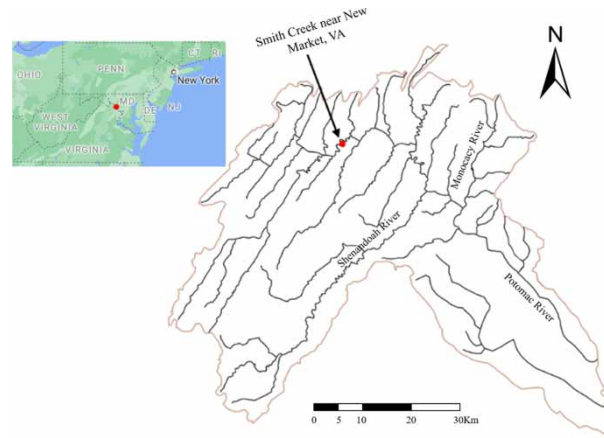 Smith Creek near New
Market, VA
N
CT
RI
OHIO
PENN
New York
MD
DE
NJ
WEST
VIRGINIA
VIRGINIA
Monocacy River
Shenandoah River
Potomac River
0 5 10 20 30Km